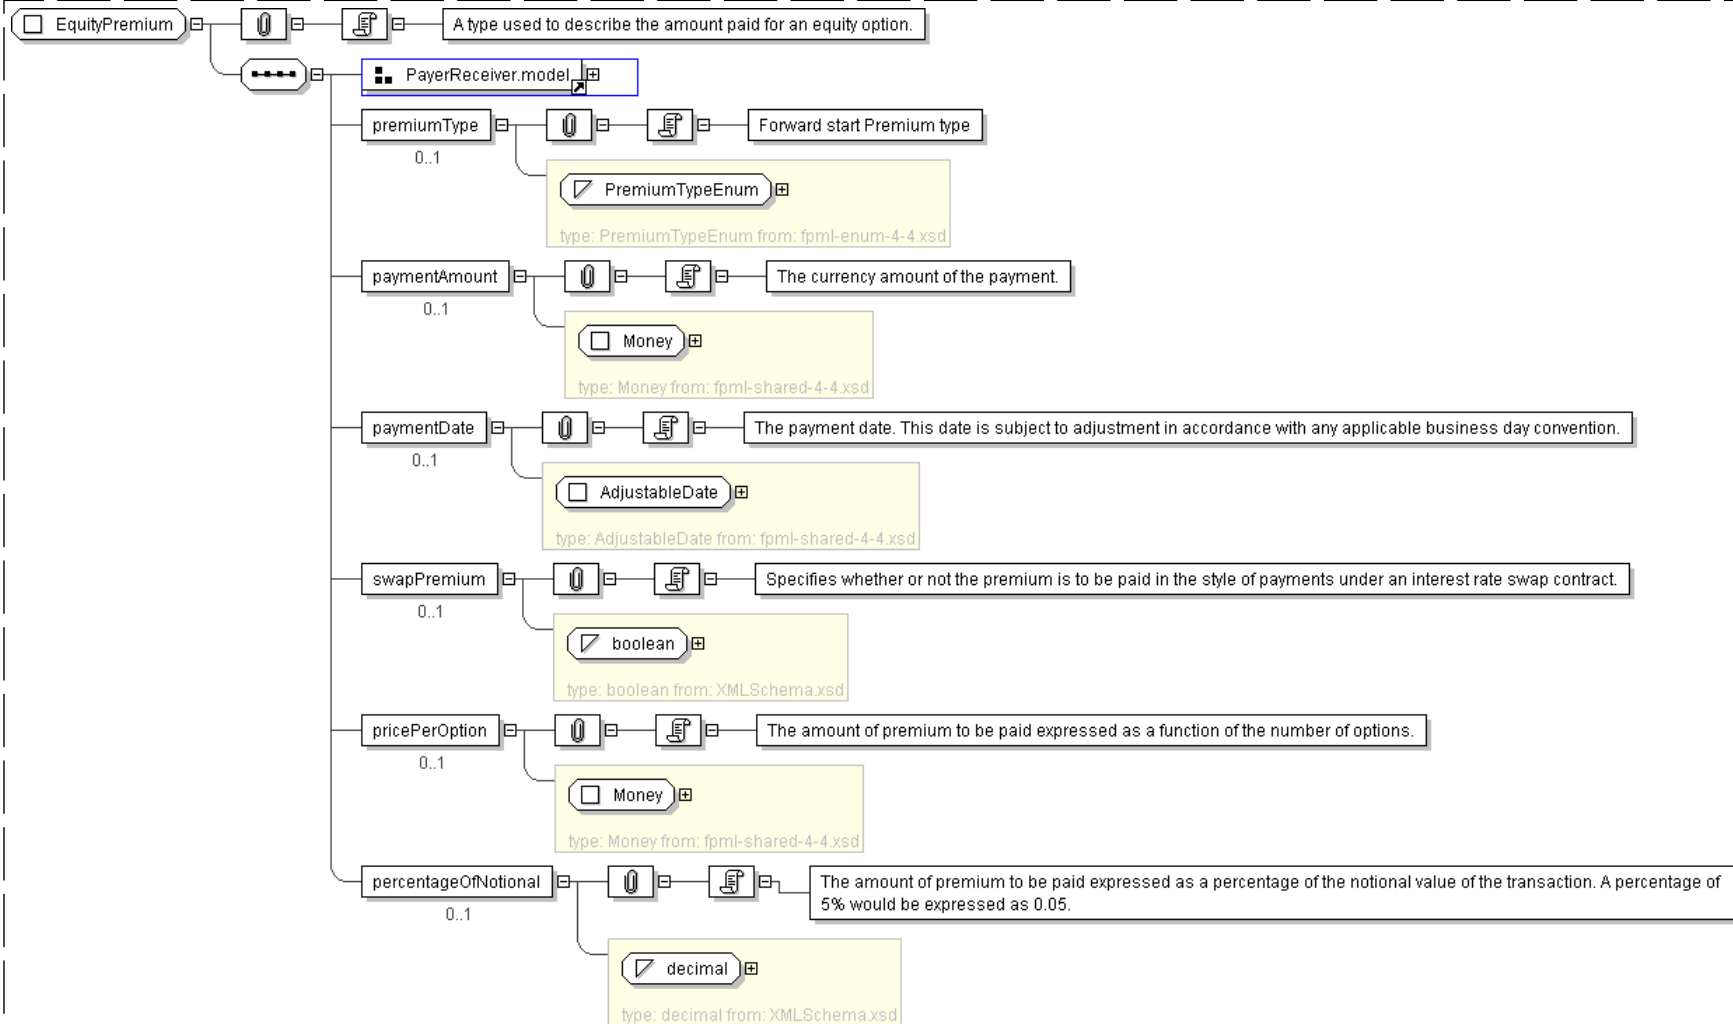 EquityPremium
A type used to describe the amount paid for an equity option.
PayerReceiver.model
premiumType
Forward start Premium type
0..1
PremiumTypeEnum
type: PremiumTypeEnum from: fpml-enum-4-4.xsd
paymentAmount
The currency amount of the payment.
0..1
Money
type: Money from: fpml-shared-4-4.xsd
paymentDate
The payment date. This date is subject to adjustment in accordance with any applicable business day convention.
0..1
AdjustableDate
type: AdjustableDate from: fpml-shared-4-4.xsd
swapPremium
Specifies whether or not the premium is to be paid in the style of payments under an interest rate swap contract.
0..1
boolean
type: boolean from: XMLSchema.xsd
pricePerOption
The amount of premium to be paid expressed as a function of the number of options.
0..1
Money
type: Money from: fpml-shared-4-4.xsd
percentageOfNotional
The amount of premium to be paid expressed as a percentage of the notional value of the transaction. A percentage of
5% would be expressed as 0.05.
0..1
decimal
type: decimal from: XMLSchema.xsd